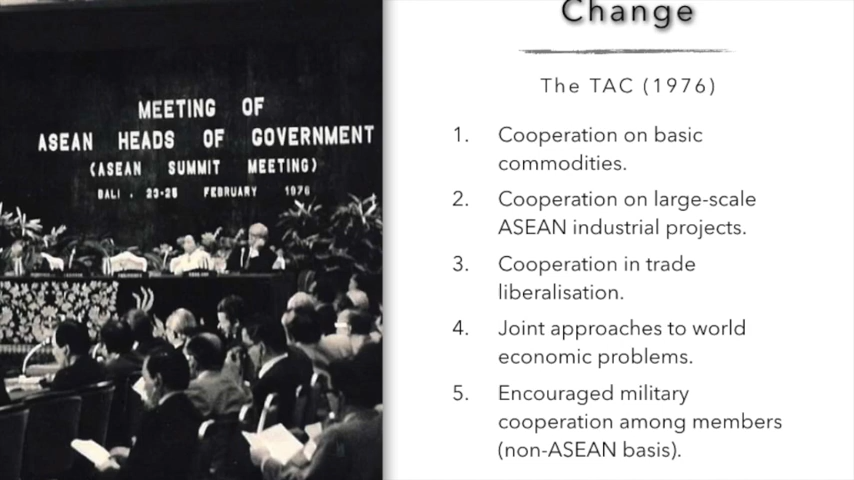 MEETING OF
ASEAN HEADS OF GOVERNMENT
(ASEAN SUMMIT MEETING)
BALI . 23-25 FEBRUARY 1976
Change
The TAC (1976)
1. Cooperation on basic
commodities.
2. Cooperation on large-scale
ASEAN industrial projects.
3. Cooperation in trade
liberalisation.
4. Joint approaches to world
economic problems.
5. Encouraged military
cooperation among members
(non-ASEAN basis).